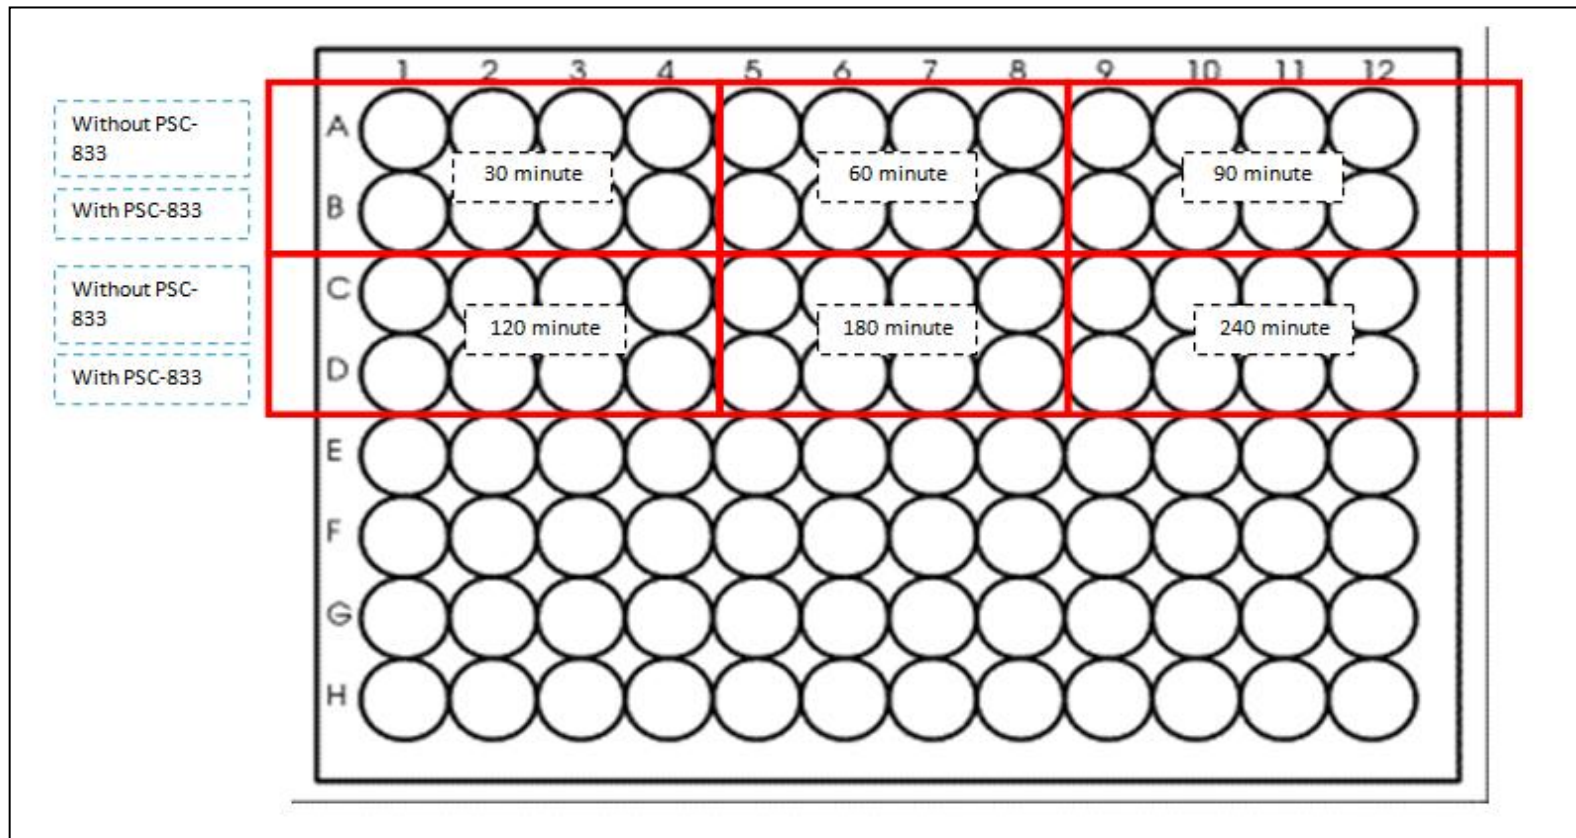 1 2 3 4 5 6 7 8 9 10 11 12
Without PSC-
833
A
30 minute
60 minute
90 minute
With PSC-833
B
Without PSC-
833
C
120 minute
180 minute
240 minute
With PSC-833
D
E
F
G
H